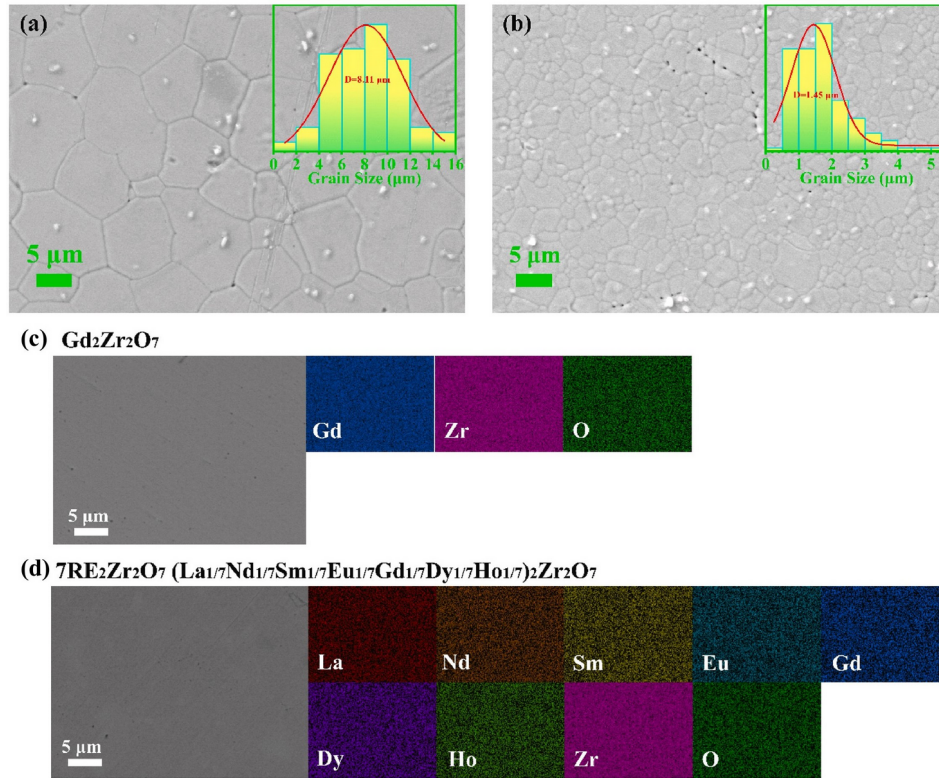 (a)
D=8.11 μm
0 2 4 6 8 10 12 14 16
Grain Size (μm)
5 μm
(b)
D=1.45 μm
0 1 2 3 4 5
Grain Size (μm)
5 μm
(c) Gd₂Zr₂O₇
Gd Zr O
5 μm
(d) 7RE₂Zr₂O₇ (La₁/₇Nd₁/₇Sm₁/₇Eu₁/₇Gd₁/₇Dy₁/₇Ho₁/₇)₂Zr₂O₇
La Nd Sm Eu Gd
5 μm
Dy Ho Zr O